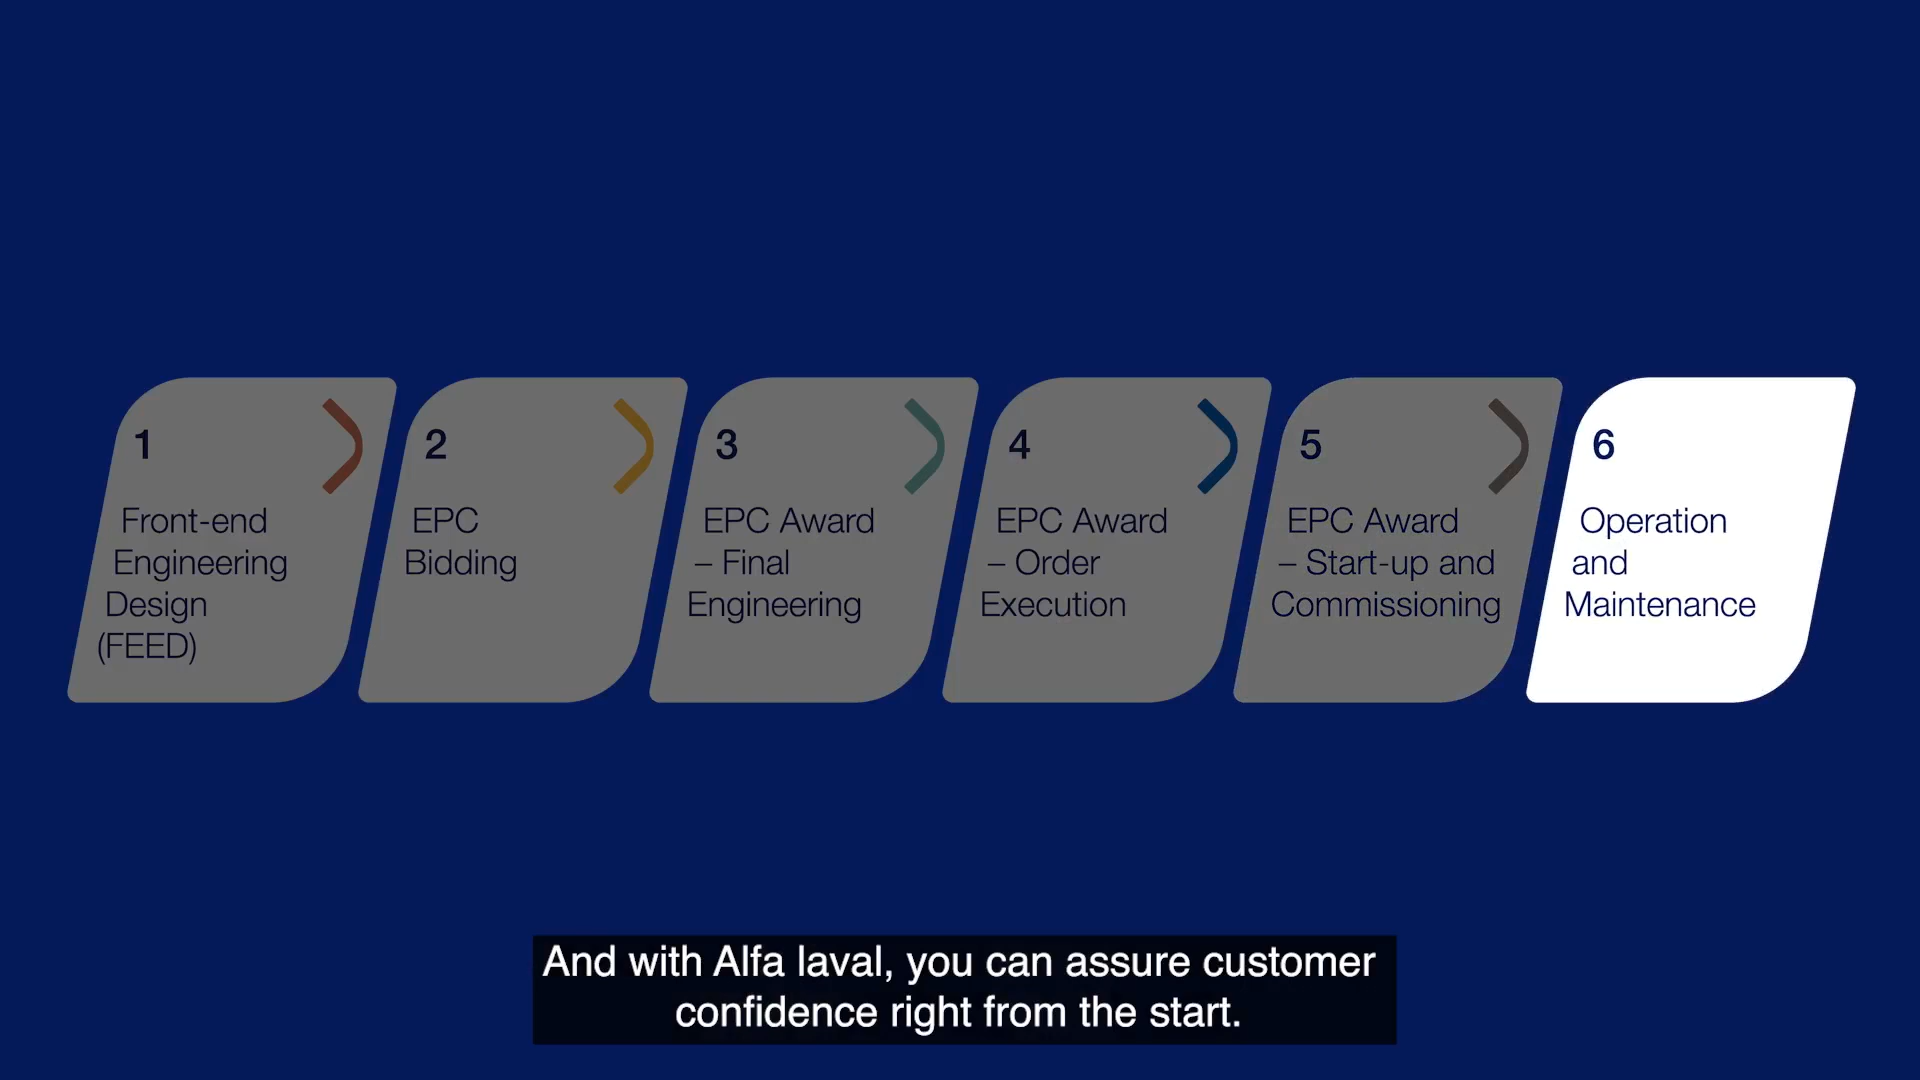 1
Front-end
Engineering
Design
(FEED)
2
EPC
Bidding
3
EPC Award
– Final
Engineering
4
EPC Award
– Order
Execution
5
EPC Award
– Start-up and
Commissioning
6
Operation
and
Maintenance
And with Alfa laval, you can assure customer
confidence right from the start.